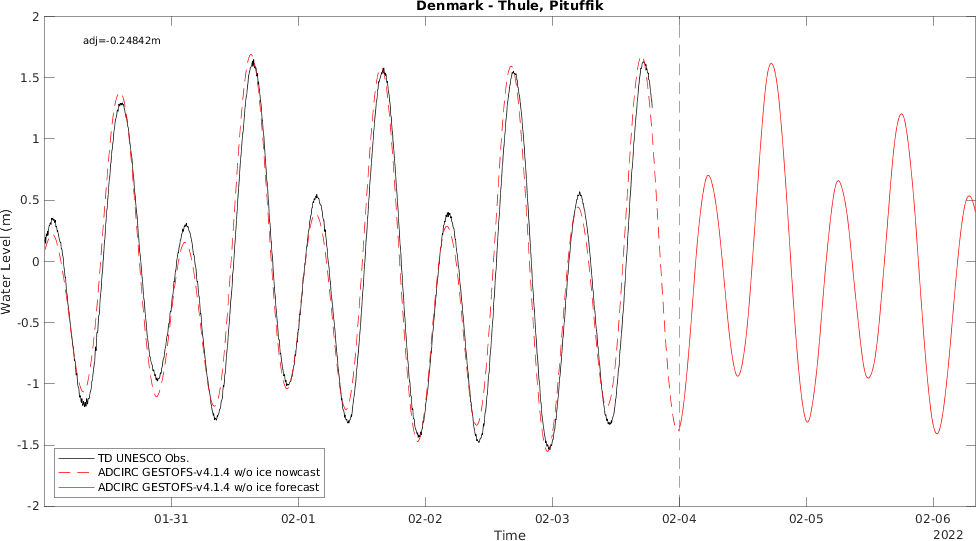 Denmark - Thule, Pituffik
adj=-0.24842m
Water Level (m)
2
1.5
1
0.5
0
-0.5
-1
-1.5
-2
TD UNESCO Obs.
ADCIRC GESTOFS-v4.1.4 w/o ice nowcast
ADCIRC GESTOFS-v4.1.4 w/o ice forecast
01-31 02-01 02-02 02-03 02-04 02-05 02-06
Time
2022